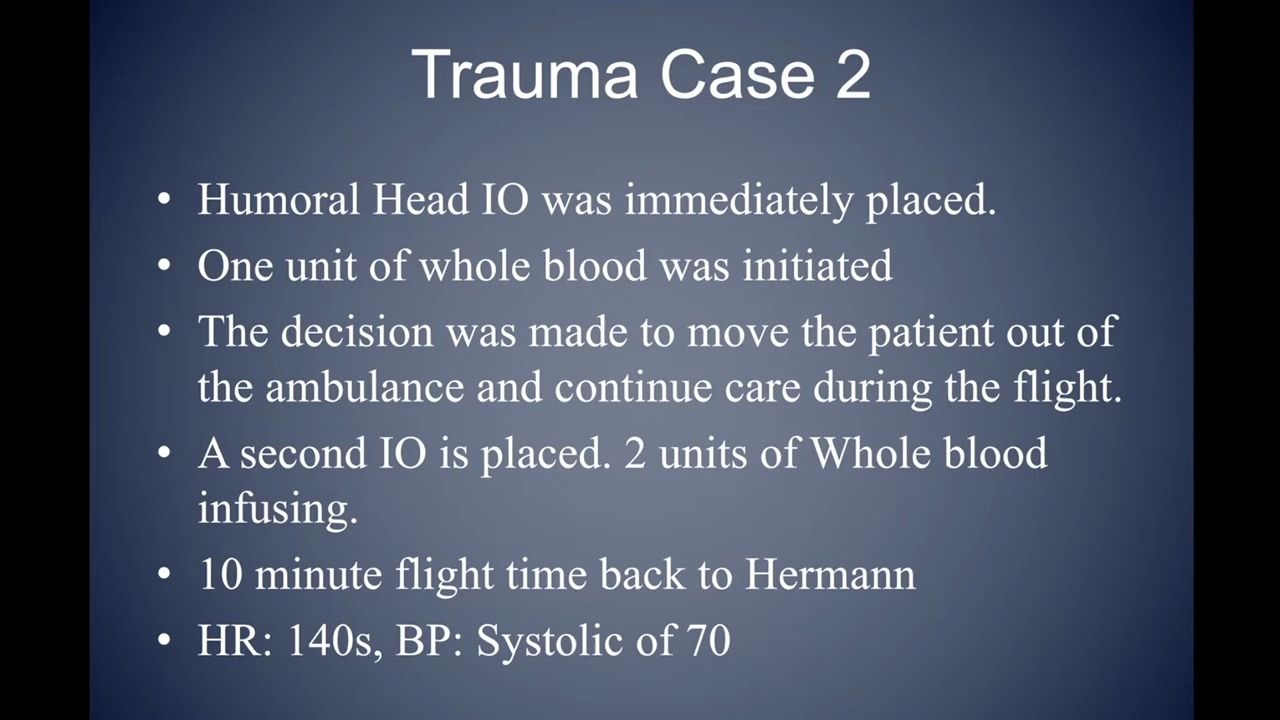 Trauma Case 2
• Humoral Head IO was immediately placed.
• One unit of whole blood was initiated
• The decision was made to move the patient out of
the ambulance and continue care during the flight.
• A second IO is placed. 2 units of Whole blood
infusing.
• 10 minute flight time back to Hermann
• HR: 140s, BP: Systolic of 70